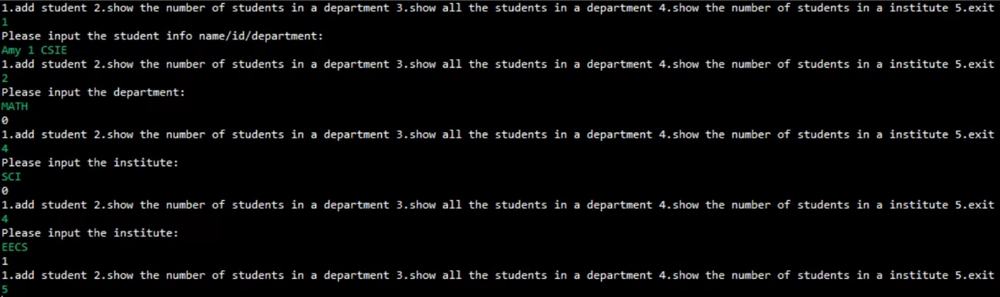 1.add student 2.show the number of students in a department 3.show all the students in a department 4.show the number of students in a institute 5.exit
1
Please input the student info name/id/department:
Amy 1 CSIE
1.add student 2.show the number of students in a department 3.show all the students in a department 4.show the number of students in a institute 5.exit
2
Please input the department:
MATH
0
1.add student 2.show the number of students in a department 3.show all the students in a department 4.show the number of students in a institute 5.exit
4
Please input the institute:
SCI
0
1.add student 2.show the number of students in a department 3.show all the students in a department 4.show the number of students in a institute 5.exit
4
Please input the institute:
EECS
1
1.add student 2.show the number of students in a department 3.show all the students in a department 4.show the number of students in a institute 5.exit
5